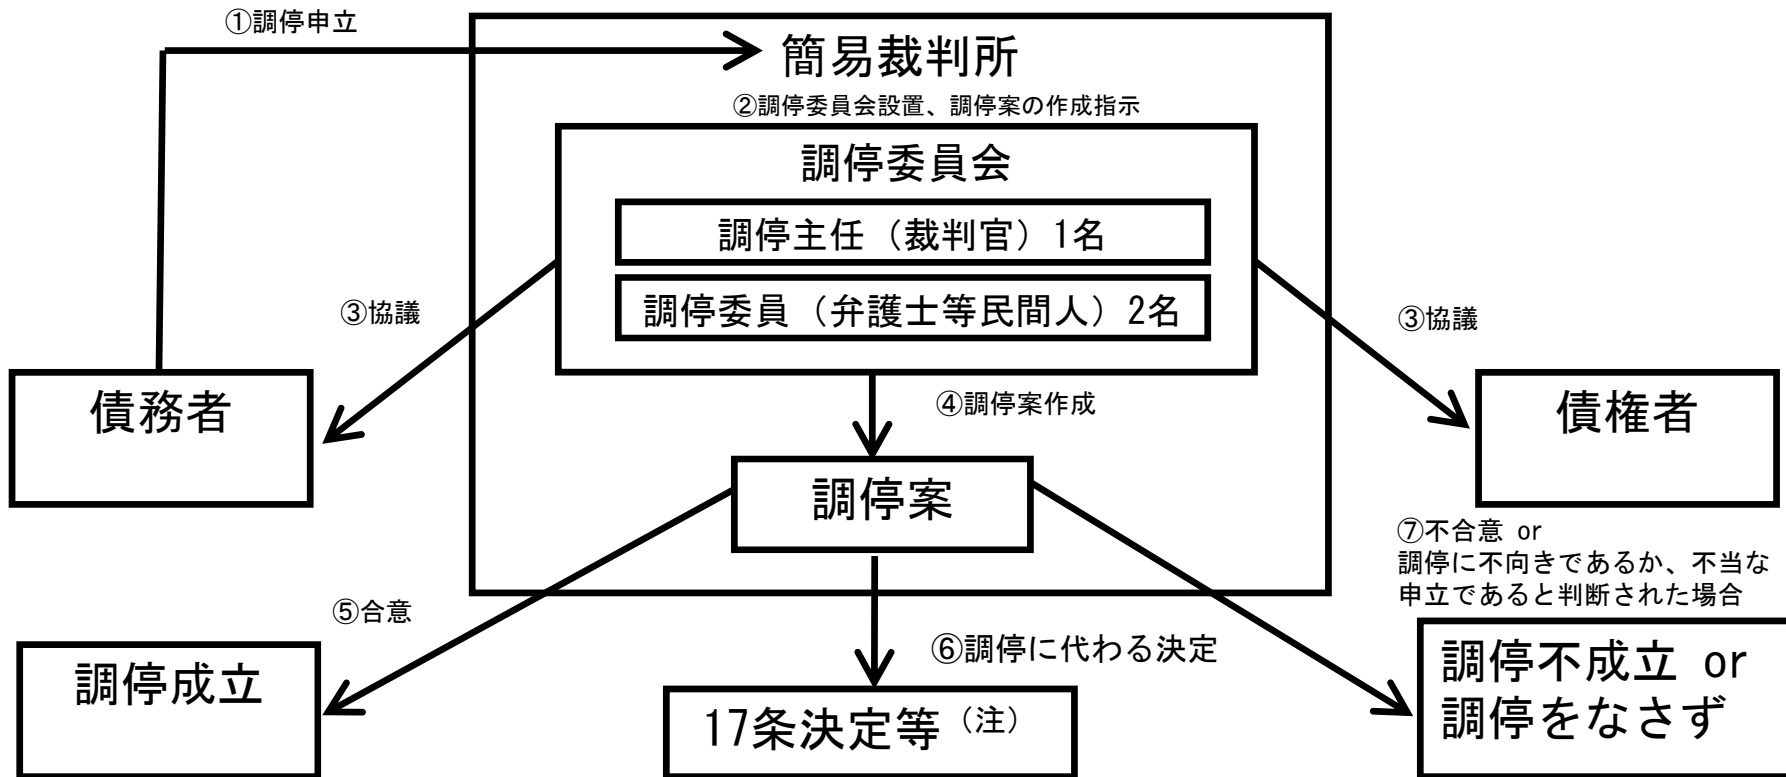 ①調停申立
簡易裁判所
②調停委員会設置、調停案の作成指示
調停委員会
調停主任（裁判官）1名
調停委員（弁護士等民間人）2名
③協議
③協議
債務者
④調停案作成
債権者
調停案
⑦不合意 or
調停に不向きであるか、不当な
申立であると判断された場合
⑤合意
⑥調停に代わる決定
調停成立
17条決定等（注）
調停不成立 or
調停をなさず